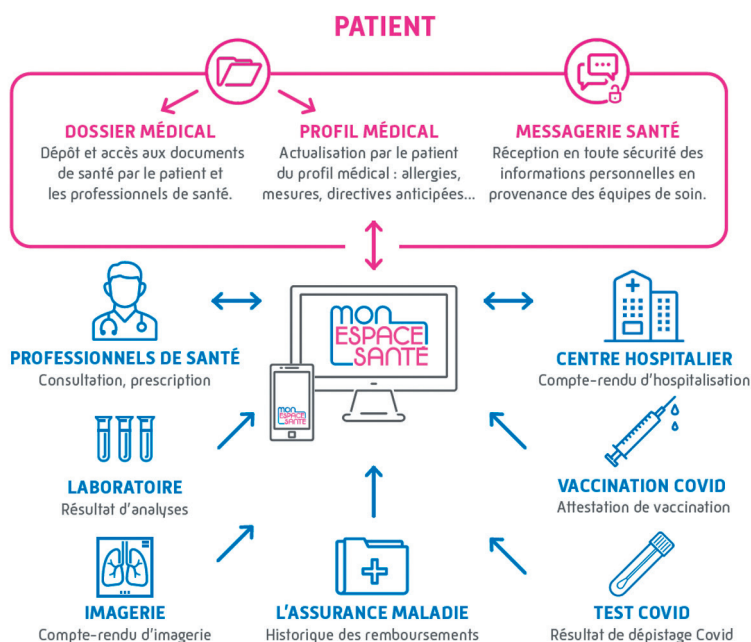 PATIENT
DOSSIER MÉDICAL
Dépôt et accès aux documents
de santé par le patient et
les professionnels de santé.
PROFIL MÉDICAL
Actualisation par le patient
du profil médical : allergies,
mesures, directives anticipées...
MESSAGERIE SANTÉ
Réception en toute sécurité des
informations personnelles en
provenance des équipes de soin.
mon
ESPACE
SANTÉ
mon
ESPACE
SANTÉ
PROFESSIONNELS DE SANTÉ
Consultation, prescription
CENTRE HOSPITALIER
Compte-rendu d'hospitalisation
LABORATOIRE
Résultat d'analyses
VACCINATION COVID
Attestation de vaccination
IMAGERIE
Compte-rendu d'imagerie
L'ASSURANCE MALADIE
Historique des remboursements
TEST COVID
Résultat de dépistage Covid